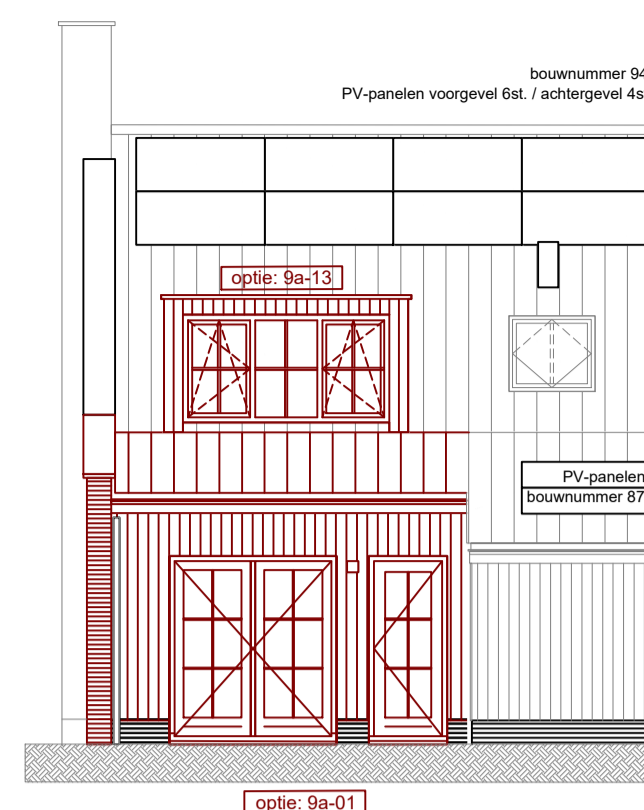 bouwnummer 94
PV-panelen voorgevel 6st. / achtergevel 4s
optie: 9a-13
PV-panelen
bouwnummer 87
optie: 9a-01